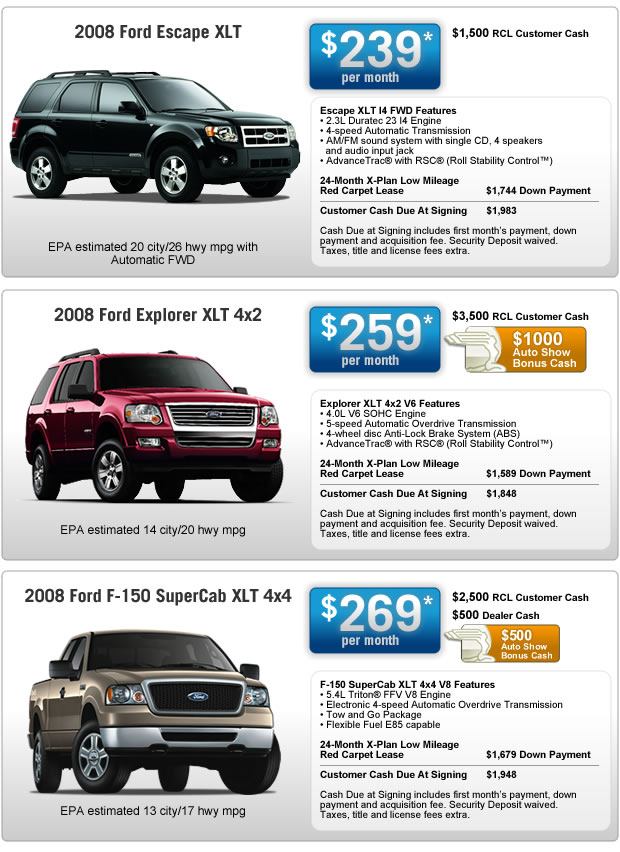 2008 Ford Escape XLT
$239*
per month
$1,500 RCL Customer Cash
Escape XLT I4 FWD Features
• 2.3L Duratec 23 I4 Engine
• 4-speed Automatic Transmission
• AM/FM sound system with single CD, 4 speakers
and audio input jack
• AdvanceTrac® with RSC® (Roll Stability Control™)
24-Month X-Plan Low Mileage
Red Carpet Lease $1,744 Down Payment
Customer Cash Due At Signing $1,983
Cash Due at Signing includes first month's payment, down
payment and acquisition fee. Security Deposit waived.
Taxes, title and license fees extra.
EPA estimated 20 city/26 hwy mpg with
Automatic FWD
2008 Ford Explorer XLT 4x2
$259*
per month
$3,500 RCL Customer Cash
$1000
Auto Show
Bonus Cash
Explorer XLT 4x2 V6 Features
• 4.0L V6 SOHC Engine
• 5-speed Automatic Overdrive Transmission
• 4-wheel disc Anti-Lock Brake System (ABS)
• AdvanceTrac® with RSC® (Roll Stability Control™)
24-Month X-Plan Low Mileage
Red Carpet Lease $1,589 Down Payment
Customer Cash Due At Signing $1,848
Cash Due at Signing includes first month's payment, down
payment and acquisition fee. Security Deposit waived.
Taxes, title and license fees extra.
EPA estimated 14 city/20 hwy mpg
2008 Ford F-150 SuperCab XLT 4x4
$269*
per month
$2,500 RCL Customer Cash
$500 Dealer Cash
$500
Auto Show
Bonus Cash
F-150 SuperCab XLT 4x4 V8 Features
• 5.4L Triton® FFV V8 Engine
• Electronic 4-speed Automatic Overdrive Transmission
• Tow and Go Package
• Flexible Fuel E85 capable
24-Month X-Plan Low Mileage
Red Carpet Lease $1,679 Down Payment
Customer Cash Due At Signing $1,948
Cash Due at Signing includes first month's payment, down
payment and acquisition fee. Security Deposit waived.
Taxes, title and license fees extra.
EPA estimated 13 city/17 hwy mpg